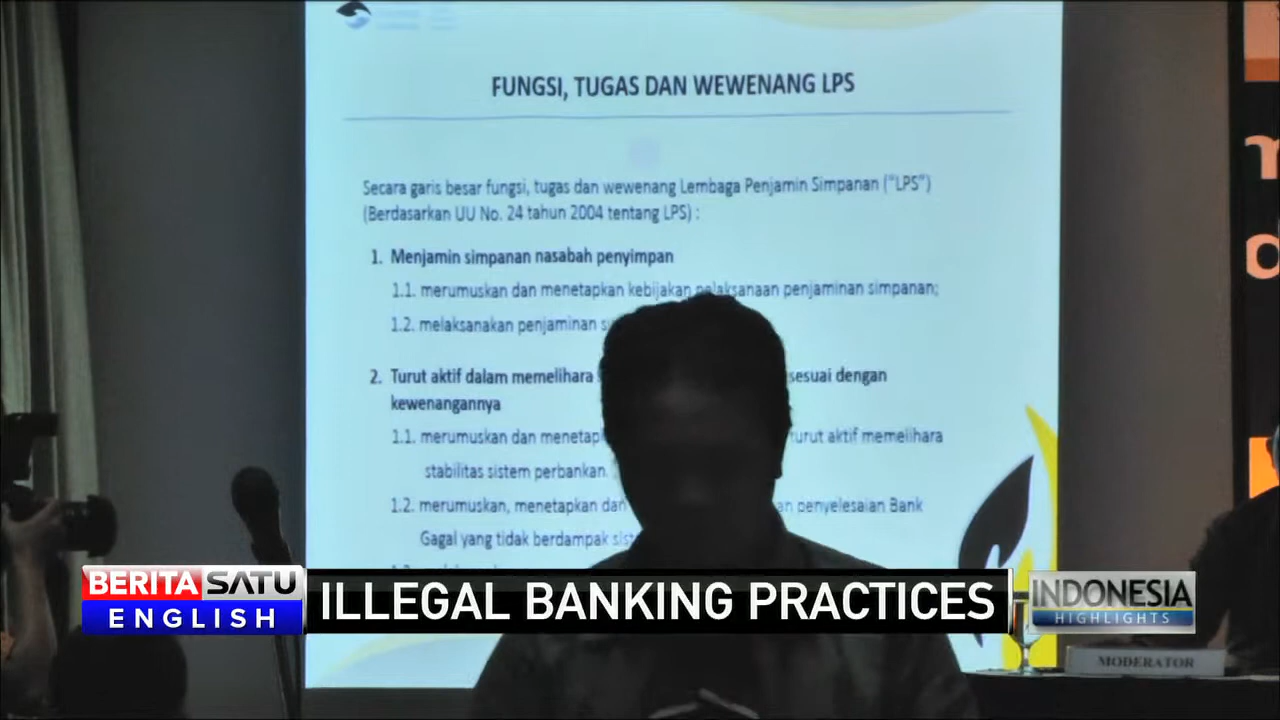 FUNGSI, TUGAS DAN WEWENANG LPS
Secara garis besar fungsi, tugas dan wewenang Lembaga Penjamin Simpanan ("LPS")
(Berdasarkan UU No. 24 tahun 2004 tentang LPS) :
1. Menjamin simpanan nasabah penyimpan
1.1. merumuskan dan menetapkan kebijakan pelaksanaan penjaminan simpanan;
1.2. melaksanakan penjaminan
2. Turut aktif dalam memelihara sesuai dengan
kewenangannya
1.1. merumuskan dan turut aktif memelihara
stabilitas sistem perbankan.
1.2. merumuskan, menetapkan dan penyelesaian Bank
Gagal yang tidak berdampak
BERITA SATU
ENGLISH
ILLEGAL BANKING PRACTICES
INDONESIA
HIGHLIGHTS
MODERATOR